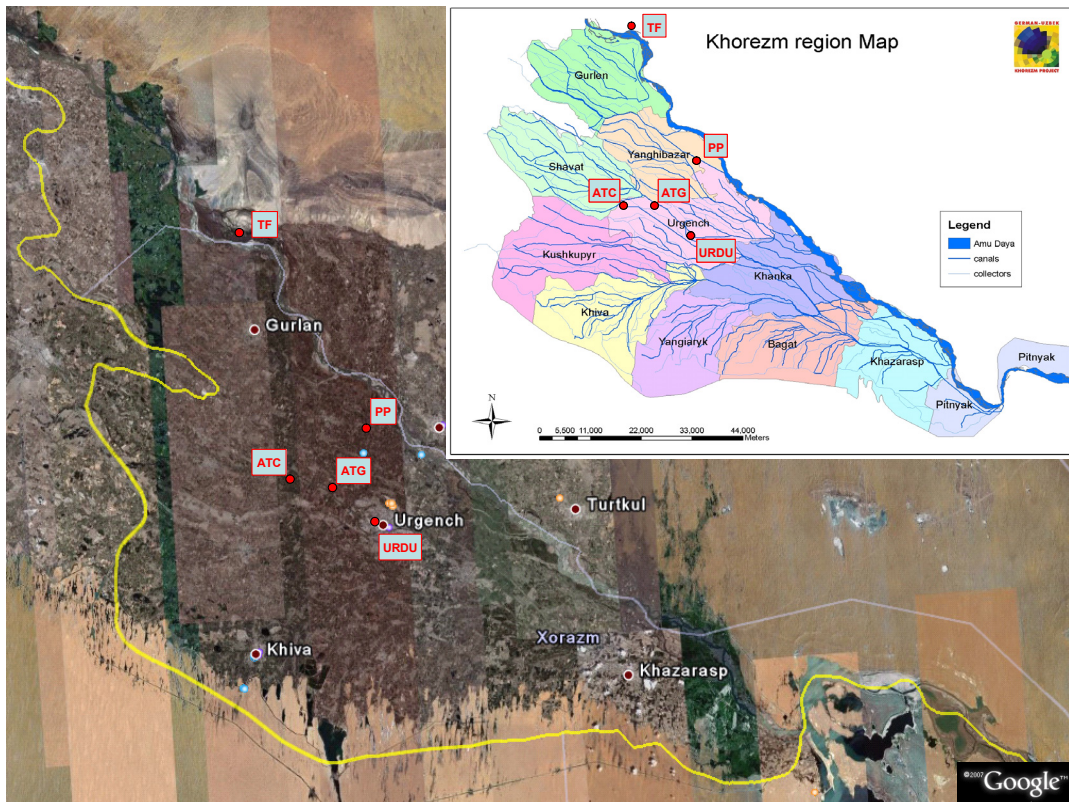 TF
Gurlan
PP
ATC
ATG
Urgench
URDU
Turtkul
Khiva
Xorazm
Khazarasp
©2007 Google™
Khorezm region Map
GERMAN-UZBEK
KHOREZM PROJECT
TF
Gurlen
PP
Yanghibazar
Shavat
ATC
ATG
Urgench
URDU
Kushkupyr
Khanka
Khiva
Yangiaryk
Bagat
Khazarasp
Pitnyak
Pitnyak
Legend
Amu Daya
canals
collectors
N
0 5,500 11,000 22,000 33,000 44,000
Meters